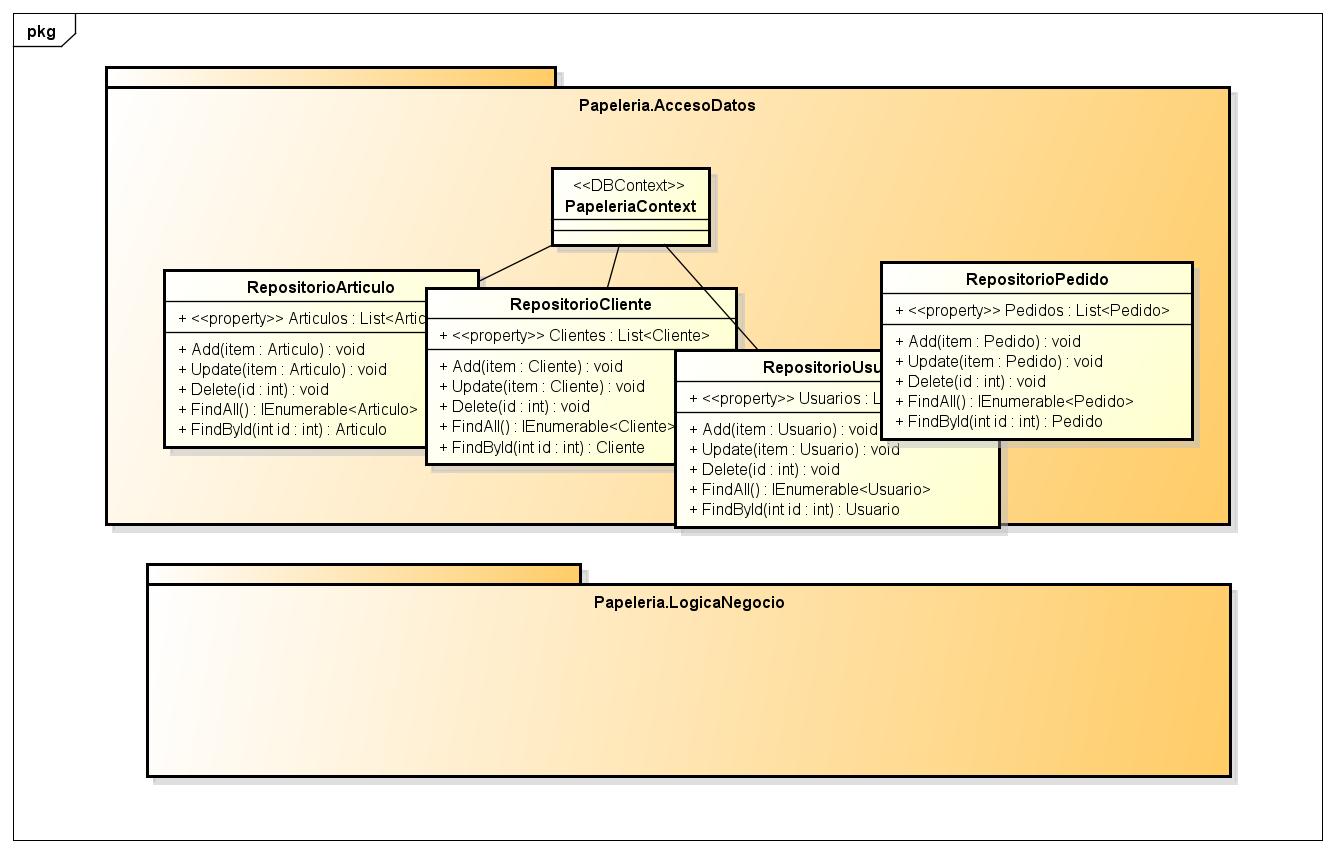 pkg
Papeleria.AccesoDatos
<<DBContext>>
PapeleriaContext
RepositorioArticulo
+ <<property>> Articulos : List<Artic
+ Add(item : Articulo) : void
+ Update(item : Articulo) : void
+ Delete(id : int) : void
+ FindAll() : IEnumerable<Articulo>
+ FindById(int id : int) : Articulo
RepositorioCliente
+ <<property>> Clientes : List<Cliente>
+ Add(item : Cliente) : void
+ Update(item : Cliente) : void
+ Delete(id : int) : void
+ FindAll() : IEnumerable<Cliente>
+ FindById(int id : int) : Cliente
RepositorioUsu
+ <<property>> Usuarios : L
+ Add(item : Usuario) : void
+ Update(item : Usuario) : void
+ Delete(id : int) : void
+ FindAll() : IEnumerable<Usuario>
+ FindById(int id : int) : Usuario
RepositorioPedido
+ <<property>> Pedidos : List<Pedido>
+ Add(item : Pedido) : void
+ Update(item : Pedido) : void
+ Delete(id : int) : void
+ FindAll() : IEnumerable<Pedido>
+ FindById(int id : int) : Pedido
Papeleria.LogicaNegocio